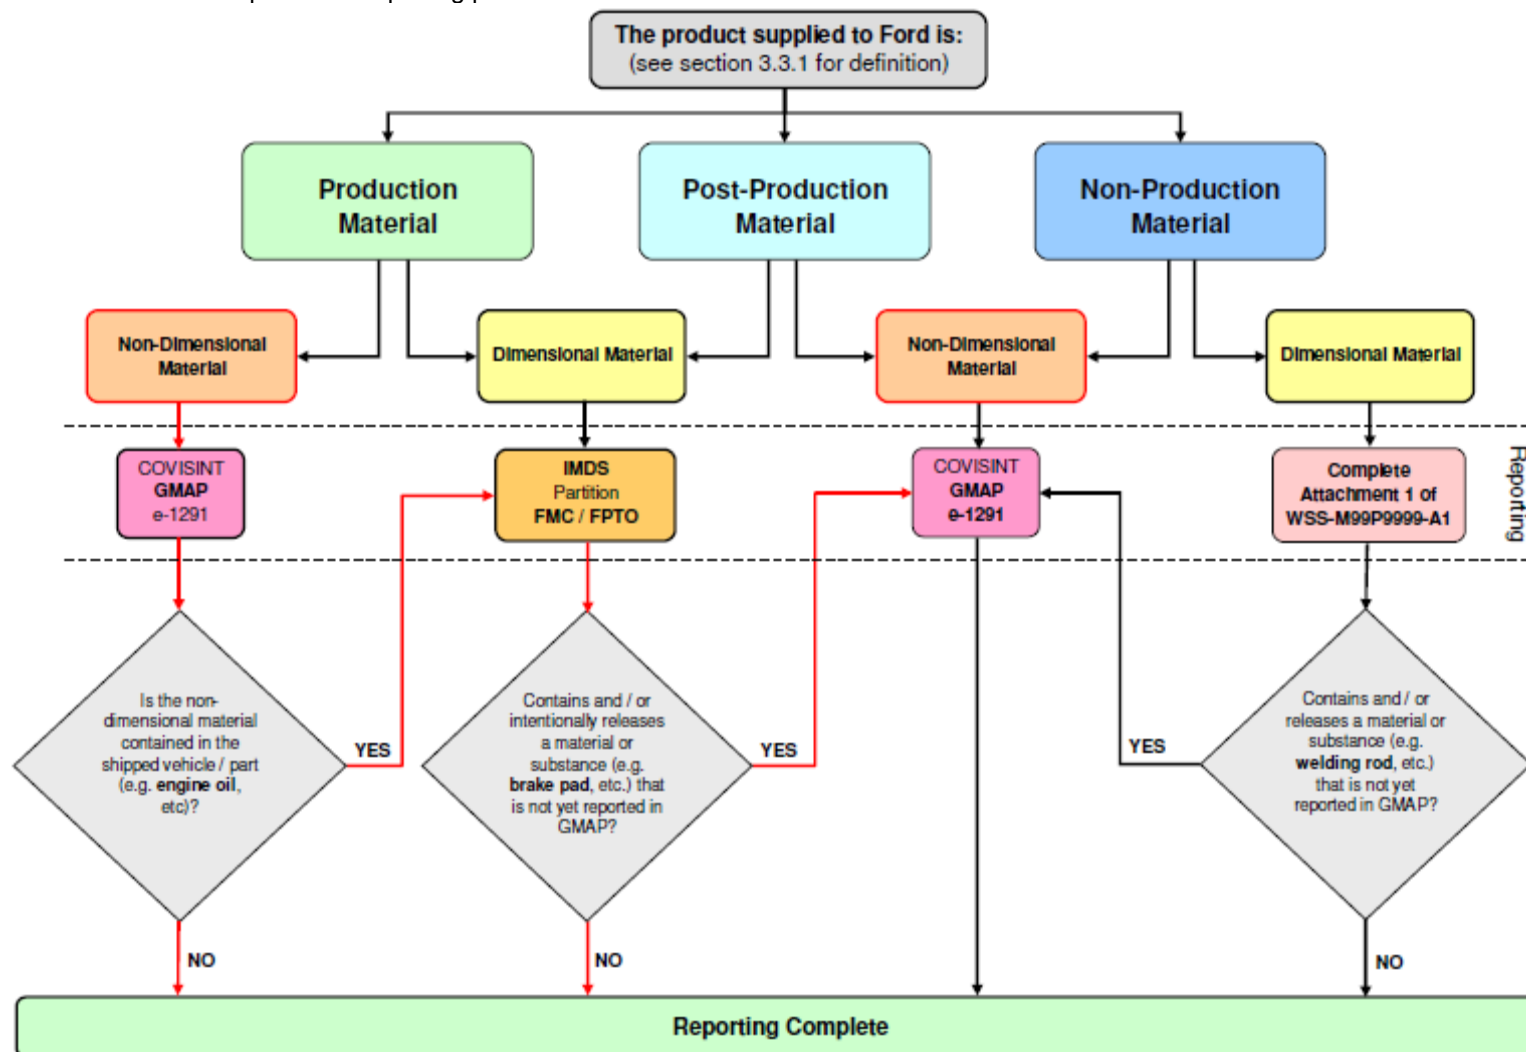 The product supplied to Ford is:
(see section 3.3.1 for definition)
Production
Material
Post-Production
Material
Non-Production
Material
Non-Dimensional
Material
Dimensional Material
Non-Dimensional
Material
Dimensional Material
COVISINT
GMAP
e-1291
IMDS
Partition
FMC / FPTO
COVISINT
GMAP
e-1291
Complete
Attachment 1 of
WSS-M99P9999-A1
Reporting
Is the non-
dimensional material
contained in the
shipped vehicle / part
(e.g. engine oil,
etc)?
YES
Contains and / or
intentionally releases
a material or
substance (e.g.
brake pad, etc.) that
is not yet reported in
GMAP?
YES
YES
Contains and / or
releases a material or
substance (e.g.
welding rod, etc.)
that is not yet
reported in GMAP?
NO
NO
NO
Reporting Complete